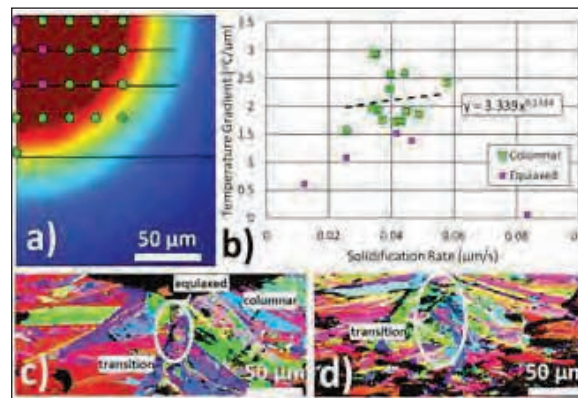 a)
50 µm
Temperature Gradient (°C/µm)
3.5
3
2.5
2
1.5
1
0.5
0
0
0.02
0.04
0.06
0.08
Solidification Rate (µm/s)
Columnar
Equiaxed
b)
equiaxed
columnar
transition
c)
50 µm
transition
d)
50 µm